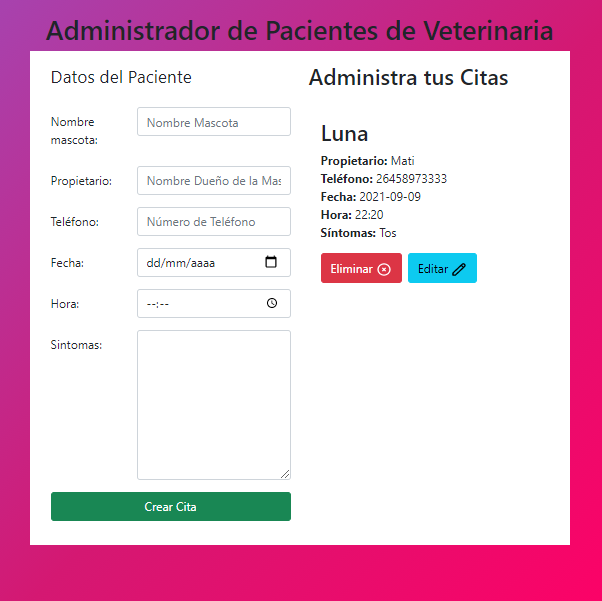 Administrador de Pacientes de Veterinaria
Datos del Paciente
Nombre
mascota:
Nombre Mascota
Propietario:
Nombre Dueño de la Mas
Teléfono:
Número de Teléfono
Fecha:
dd/mm/aaaa
Hora:
--:--
Sintomas:
Crear Cita
Administra tus Citas
Luna
Propietario: Mati
Teléfono: 26458973333
Fecha: 2021-09-09
Hora: 22:20
Síntomas: Tos
Eliminar
Editar